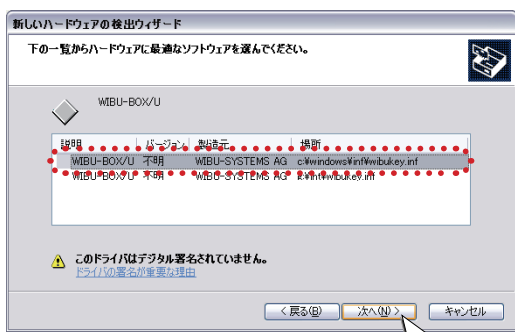 新しいハードウェアの検出ウィザード
下の一覧からハードウェアに最適なソフトウェアを選んでください。
WIBU-BOX/U
説明 バージョン 製造元 場所
WIBU-BOX/U 不明 WIBU-SYSTEMS AG c:¥windows¥inf¥wibukey.inf
WIBU-BOX/U 不明 WIBU-SYSTEMS AG k:¥inf¥wibukey.inf
このドライバはデジタル署名されていません。
ドライバの署名が重要な理由
< 戻る(B) 次へ(N) > キャンセル